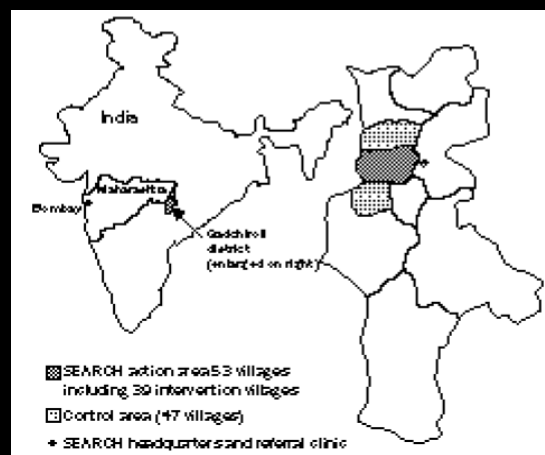 India
Maharashtra
Bombay
Gadchiroli
district
(enlarged on right)
SEARCH action area 53 villages
including 39 intervention villages
Control area (47 villages)
SEARCH headquarters and referral clinic